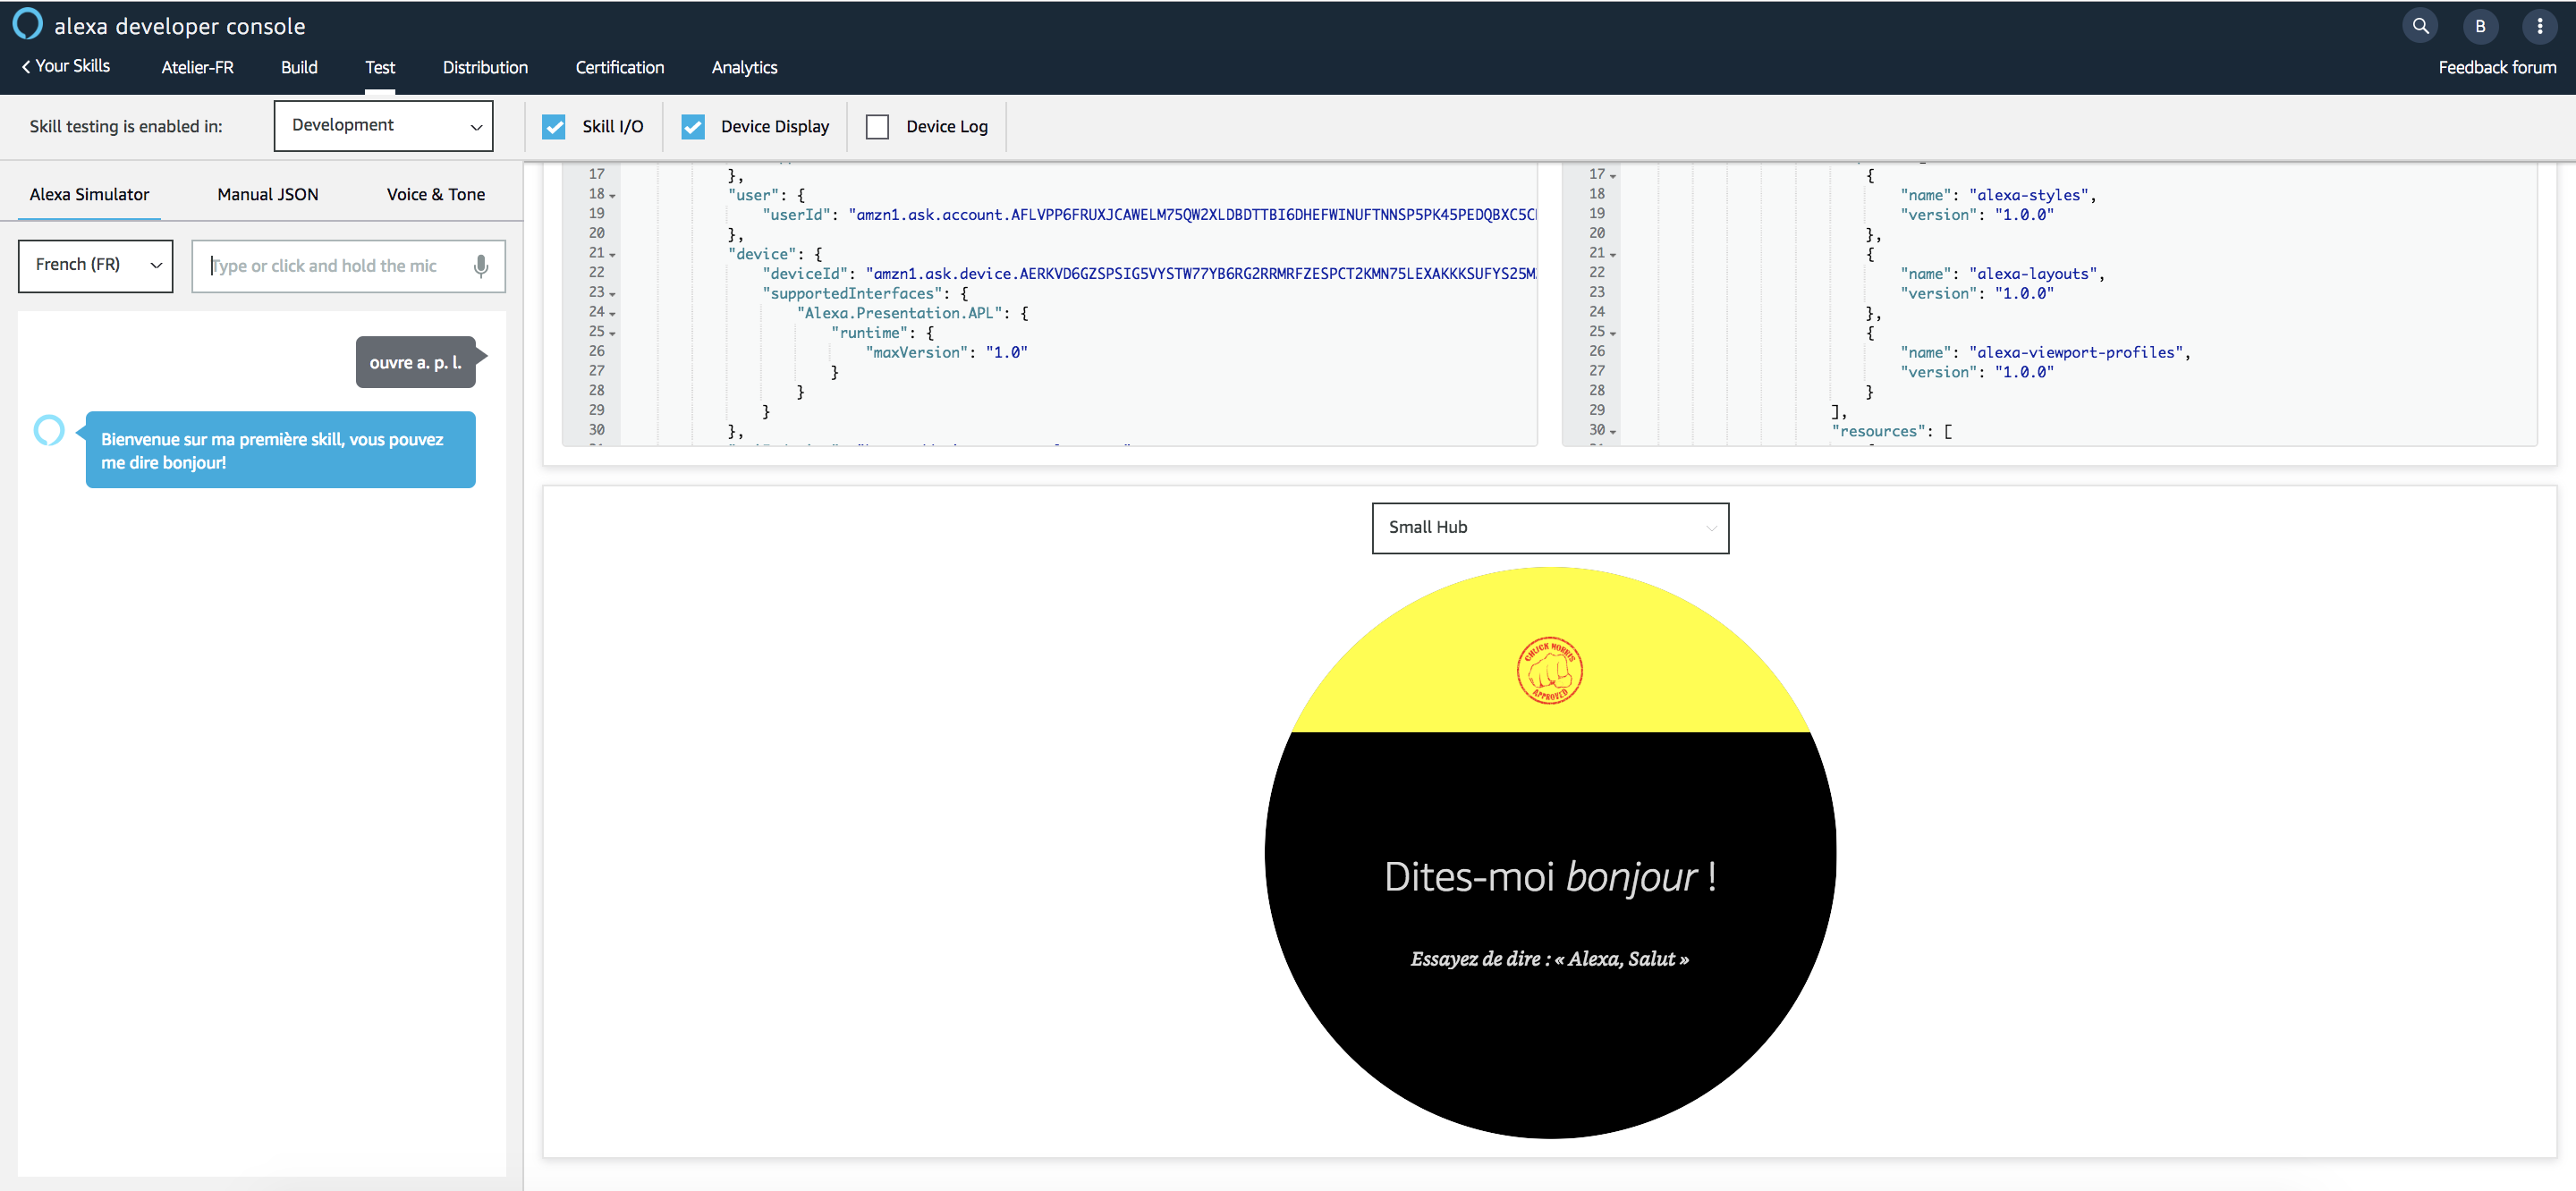 alexa developer console
B
Your Skills
Atelier-FR
Build
Test
Distribution
Certification
Analytics
Feedback forum
Skill testing is enabled in:
Development
Skill I/O
Device Display
Device Log
Alexa Simulator
Manual JSON
Voice & Tone
French (FR)
Type or click and hold the mic
ouvre a. p. l.
Bienvenue sur ma première skill, vous pouvez
me dire bonjour!
17 },
18 "user": {
19 "userId": "amzn1.ask.account.AFLVPP6FRUXJCAWELM75QW2XLDBDTTBI6DHEFWINUFTNNSP5PK45PEDQBXC5C
20 },
21 "device": {
22 "deviceId": "amzn1.ask.device.AERKVD6GZSPSIG5VYSTW77YB6RG2RRMRFZESPCT2KMN75LEXAKKKSUFYS25M
23 "supportedInterfaces": {
24 "Alexa.Presentation.APL": {
25 "runtime": {
26 "maxVersion": "1.0"
27 }
28 }
29 }
30 },
17 {
18 "name": "alexa-styles",
19 "version": "1.0.0"
20 },
21 {
22 "name": "alexa-layouts",
23 "version": "1.0.0"
24 },
25 {
26 "name": "alexa-viewport-profiles",
27 "version": "1.0.0"
28 }
29 ],
30 "resources": [
Small Hub
CHUCK NORRIS
APPROVED
Dites-moi bonjour !
Essayez de dire : « Alexa, Salut »